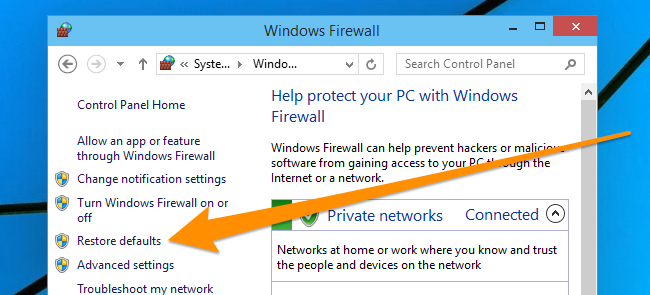 Windows Firewall
« Syste... ▸ Windo...
Search Control Panel
Control Panel Home
Allow an app or feature
through Windows Firewall
Change notification settings
Turn Windows Firewall on or
off
Restore defaults
Advanced settings
Troubleshoot my network
Help protect your PC with Windows
Firewall
Windows Firewall can help prevent hackers or malicious
software from gaining access to your PC through the
Internet or a network.
Private networks Connected
Networks at home or work where you know and trust
the people and devices on the network